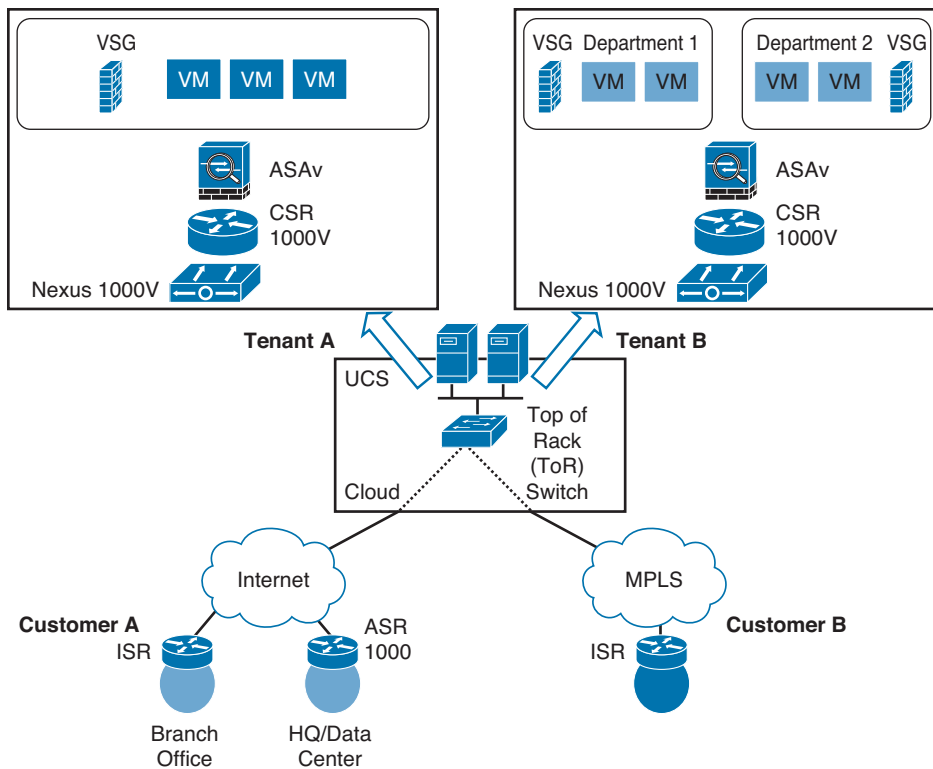 VSG
VM VM VM
ASAv
CSR
1000V
Nexus 1000V
VSG Department 1
VM VM
Department 2 VSG
VM VM
ASAv
CSR
1000V
Nexus 1000V
Tenant A
Tenant B
UCS
Top of
Rack
(ToR)
Switch
Cloud
Internet
MPLS
Customer A
ISR
ASR
1000
Customer B
ISR
Branch
Office
HQ/Data
Center